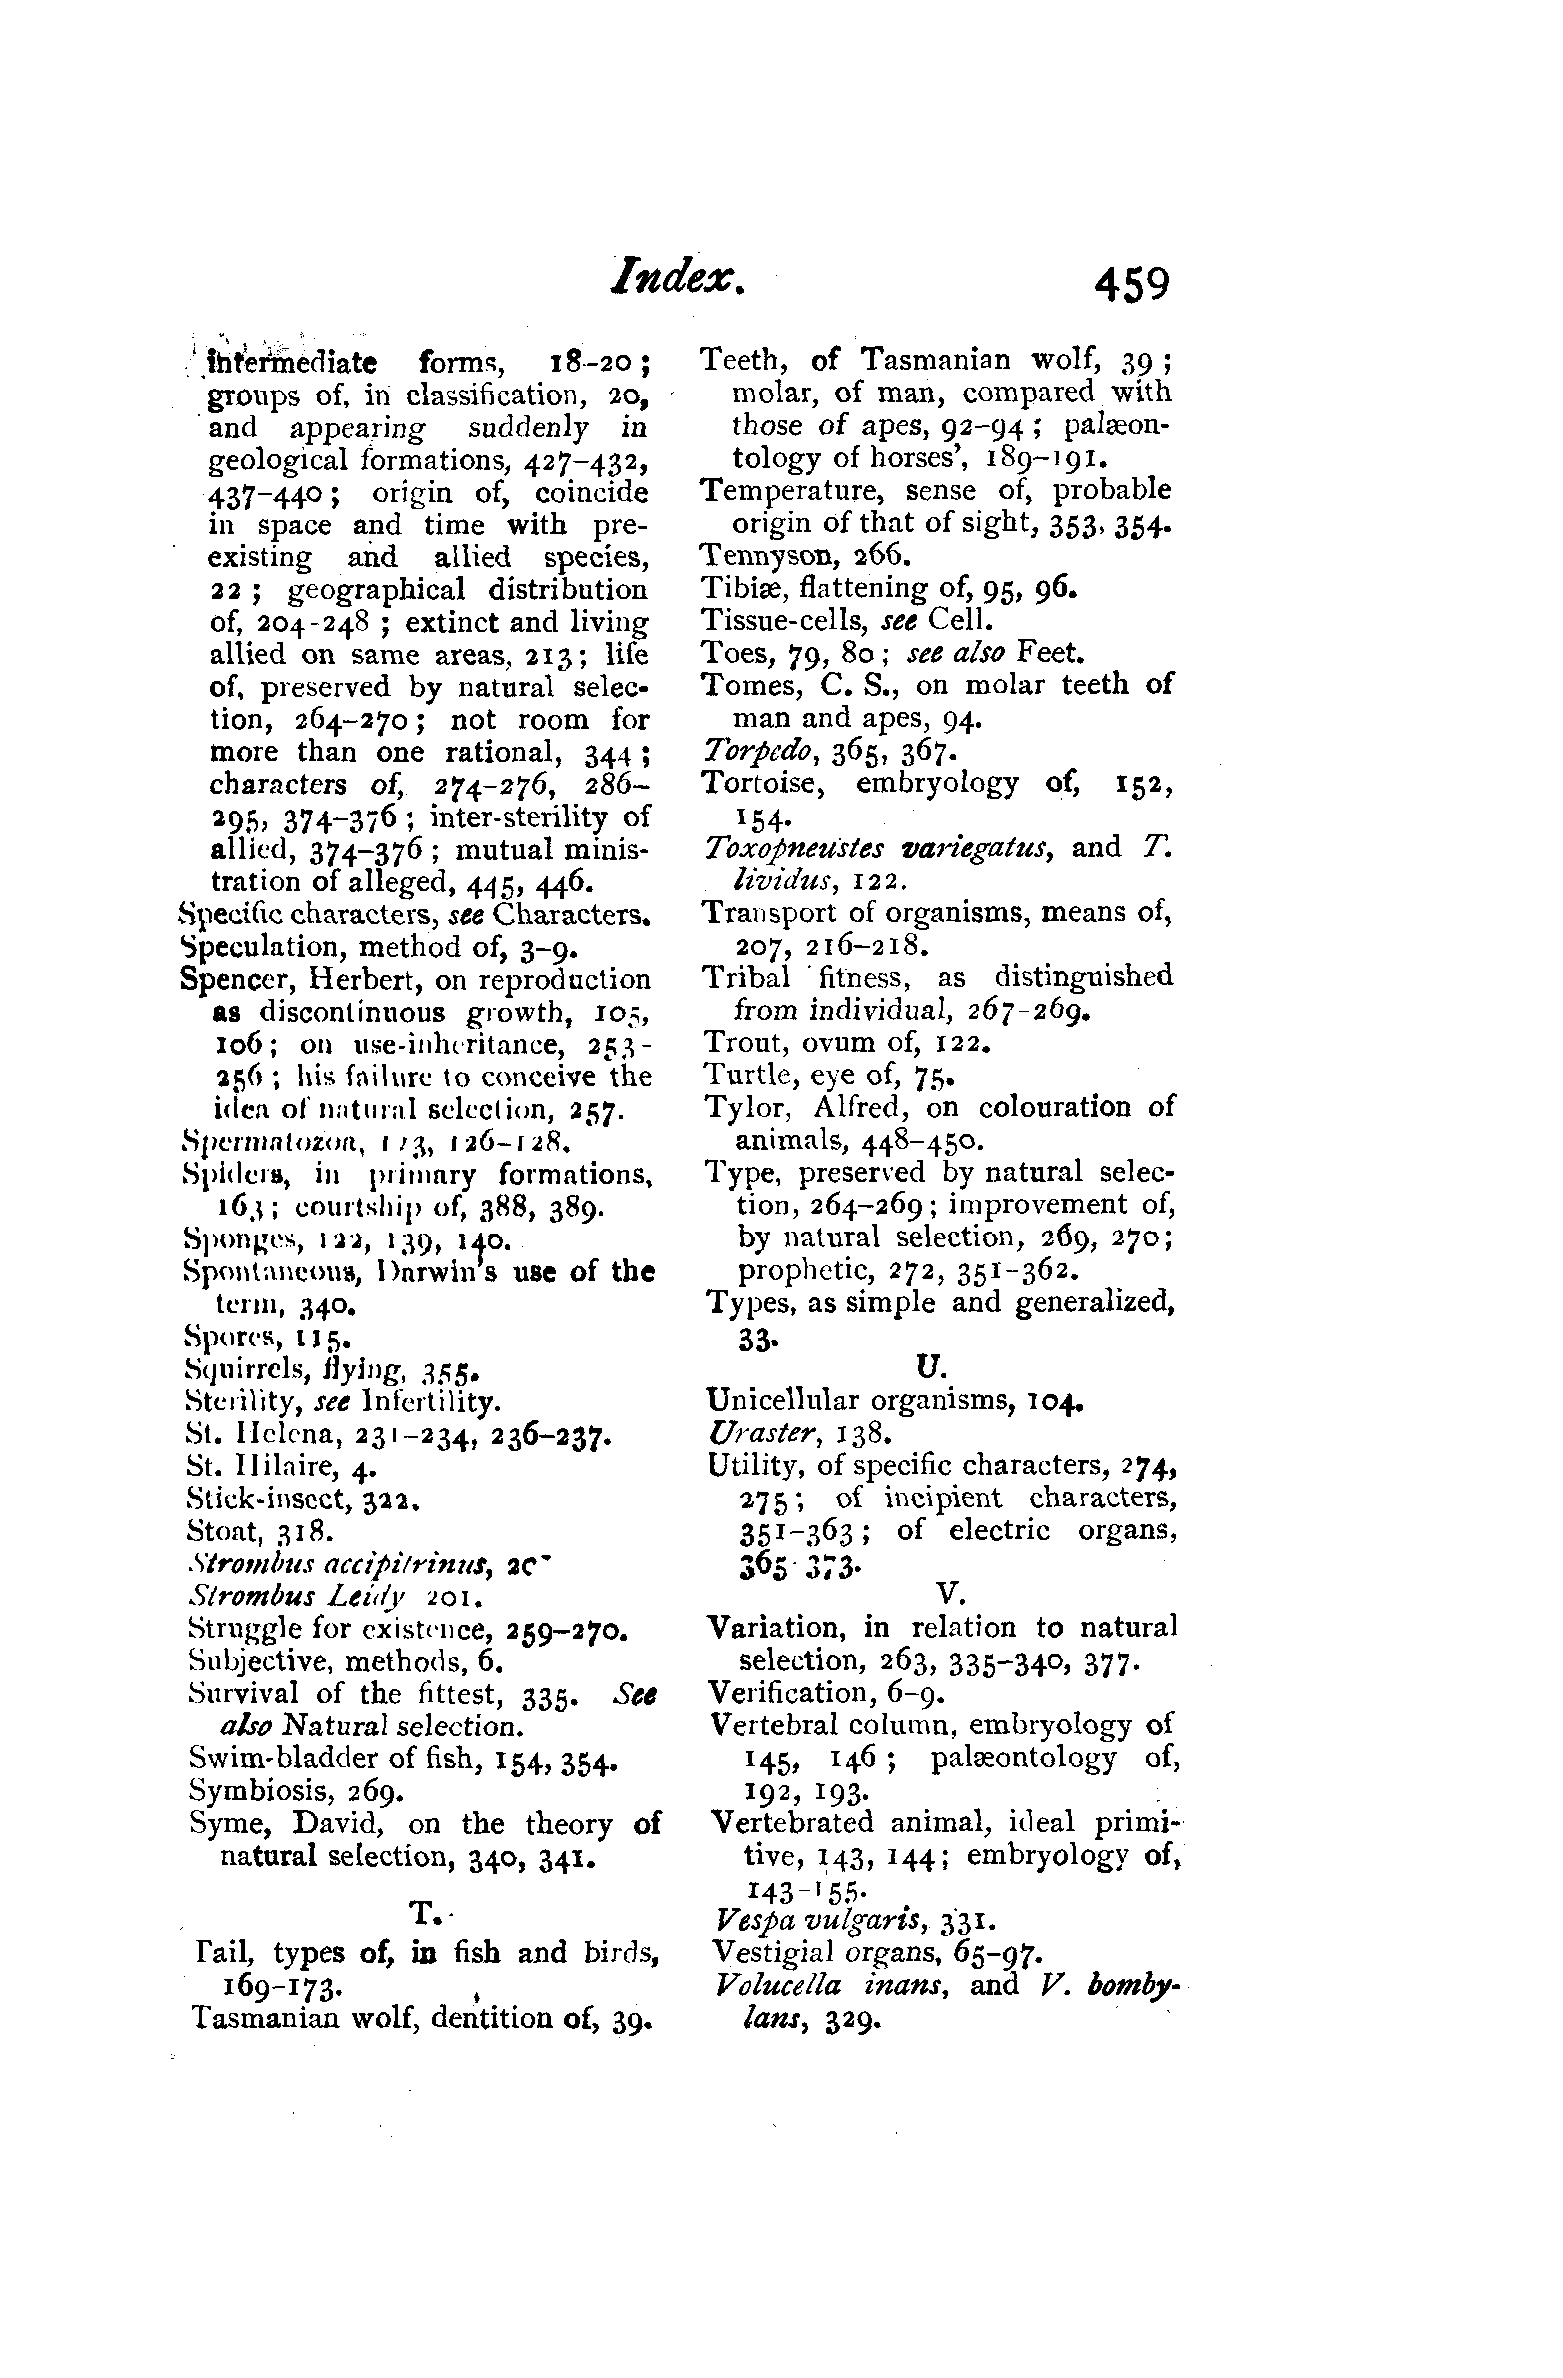 Index.
459
intermediate forms, 18-20;
groups of, in classification, 20,
and appearing suddenly in
geological formations, 427-432,
437-440; origin of, coincide
in space and time with pre-
existing and allied species,
22; geographical distribution
of, 204-248; extinct and living
allied on same areas, 213; life
of, preserved by natural selec-
tion, 264-270; not room for
more than one rational, 344;
characters of, 274-276, 286-
295, 374-376; inter-sterility of
allied, 374-376; mutual minis-
tration of alleged, 445, 446.
Specific characters, see Characters.
Speculation, method of, 3-9.
Spencer, Herbert, on reproduction
as discontinuous growth, 105,
106; on use-inheritance, 253-
256; his failure to conceive the
idea of natural selection, 257.
Spermatozoa, 126-128.
Spiders, in primary formations,
163; courtship of, 388, 389.
Sponges, 122, 139, 140.
Spontaneous, Darwin's use of the
term, 340.
Spores, 115.
Squirrels, flying, 355.
Sterility, see Infertility.
St. Helena, 231-234, 236-237.
St. Hilaire, 4.
Stick-insect, 322.
Stoat, 318.
Strombus accipitrinus,
Strombus Leidy 201.
Struggle for existence, 259-270.
Subjective, methods, 6.
Survival of the fittest, 335. See
also Natural selection.
Swim-bladder of fish, 154, 354.
Symbiosis, 269.
Syme, David, on the theory of
natural selection, 340, 341.
T.
Tail, types of, in fish and birds,
169-173.
Tasmanian wolf, dentition of, 39.
Teeth, of Tasmanian wolf, 39;
molar, of man, compared with
those of apes, 92-94; palæon-
tology of horses', 189-191.
Temperature, sense of, probable
origin of that of sight, 353, 354.
Tennyson, 266.
Tibiæ, flattening of, 95, 96.
Tissue-cells, see Cell.
Toes, 79, 80; see also Feet.
Tomes, C. S., on molar teeth of
man and apes, 94.
Torpedo, 365, 367.
Tortoise, embryology of, 152,
154.
Toxopneustes variegatus, and T.
lividus, 122.
Transport of organisms, means of,
207, 216-218.
Tribal fitness, as distinguished
from individual, 267-269.
Trout, ovum of, 122.
Turtle, eye of, 75.
Tylor, Alfred, on colouration of
animals, 448-450.
Type, preserved by natural selec-
tion, 264-269; improvement of,
by natural selection, 269, 270;
prophetic, 272, 351-362.
Types, as simple and generalized,
33.
U.
Unicellular organisms, 104.
Uraster, 138.
Utility, of specific characters, 274,
275; of incipient characters,
351-363; of electric organs,
365-373.
V.
Variation, in relation to natural
selection, 263, 335-340, 377.
Verification, 6-9.
Vertebral column, embryology of
145, 146; palæontology of,
192, 193.
Vertebrated animal, ideal primi-
tive, 143, 144; embryology of,
143-155.
Vespa vulgaris, 331.
Vestigial organs, 65-97.
Volucella inans, and V. bomby-
lans, 329.